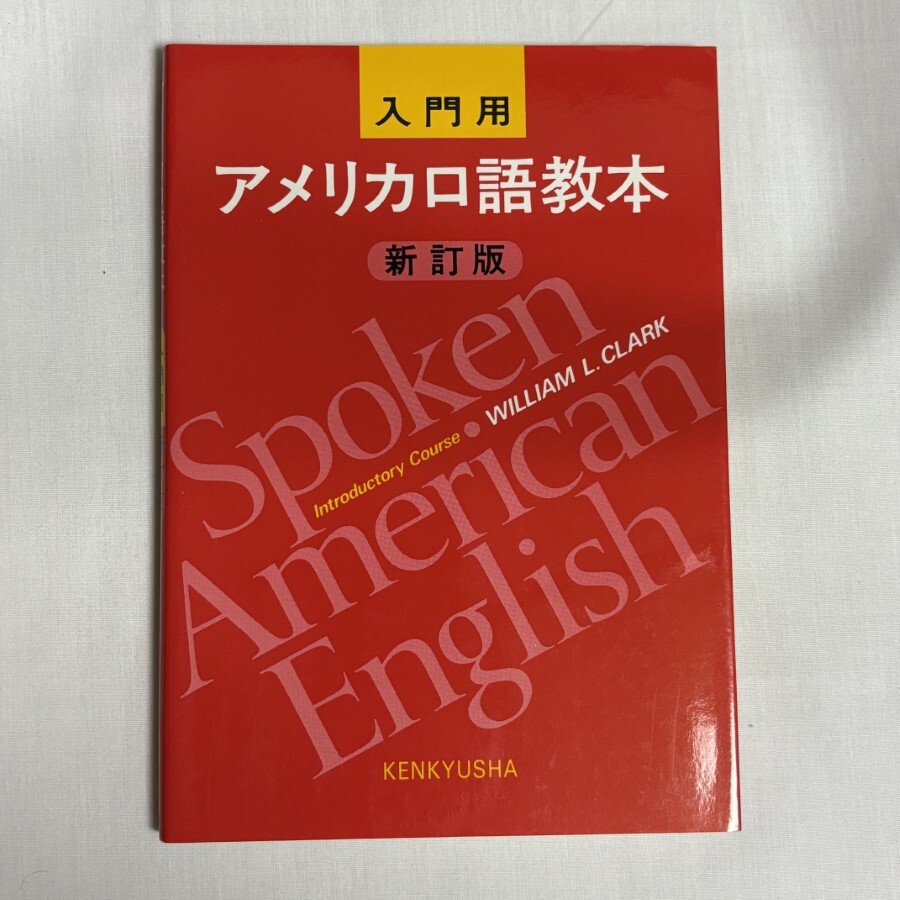 入門用
アメリカ口語教本
新訂版
Spoken
Introductory Course • WILLIAM L. CLARK
American
English
KENKYUSHA